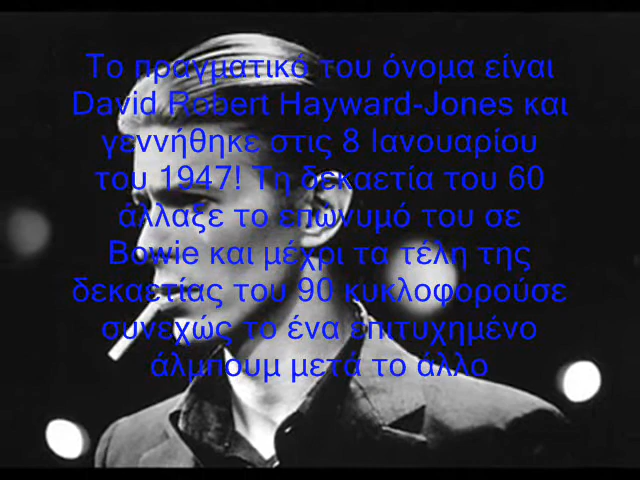 Το πραγματικό του όνομα είναι
David Robert Hayward-Jones και
γεννήθηκε στις 8 Ιανουαρίου
του 1947! Τη δεκαετία του 60
άλλαξε το επώνυμό του σε
Bowie και μέχρι τα τέλη της
δεκαετίας του 90 κυκλοφορούσε
συνεχώς το ένα επιτυχημένο
άλμπουμ μετά το άλλο